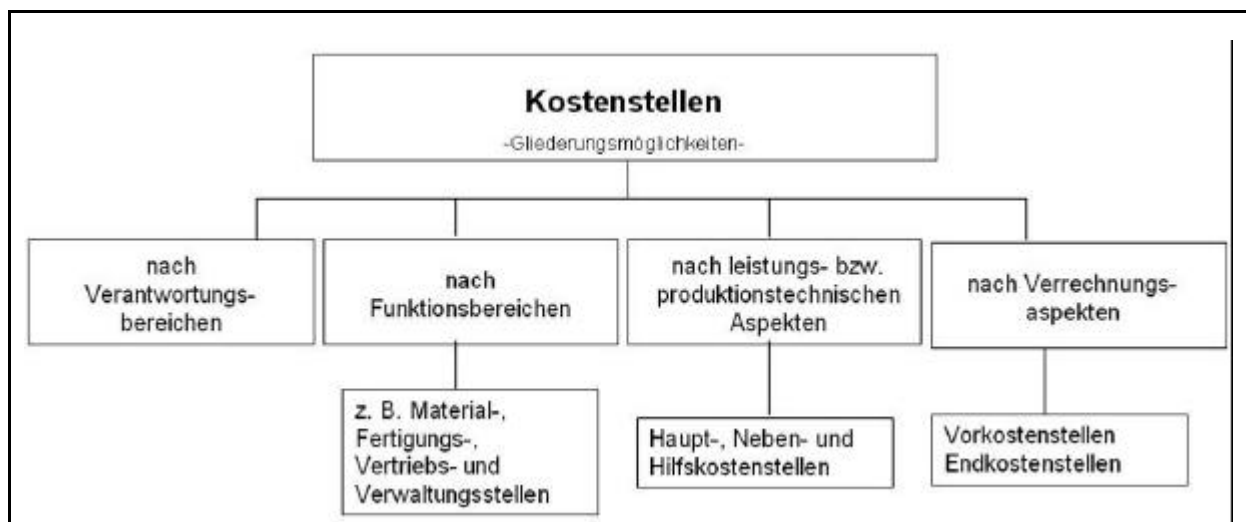 Kostenstellen
-Gliederungsmöglichkeiten-
nach
Verantwortungs-
bereichen
nach
Funktionsbereichen
nach leistungs- bzw.
produktionstechnischen
Aspekten
nach Verrechnungs-
aspekten
z. B. Material-,
Fertigungs-,
Vertriebs- und
Verwaltungsstellen
Haupt-, Neben- und
Hilfskostenstellen
Vorkostenstellen
Endkostenstellen